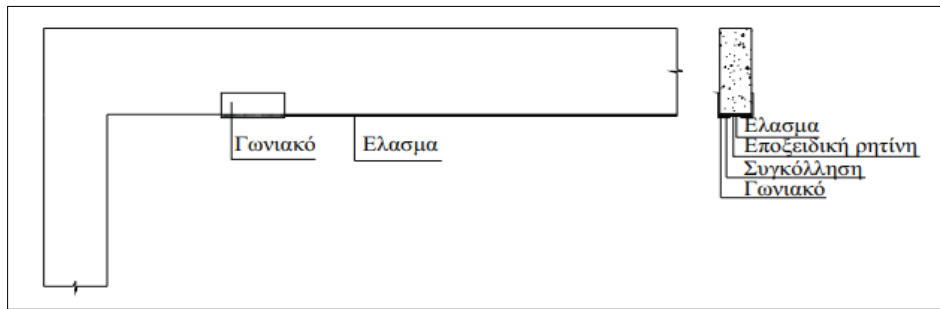 Γωνιακό
Ελασμα
Ελασμα
Εποξειδική ρητίνη
Συγκόλληση
Γωνιακό